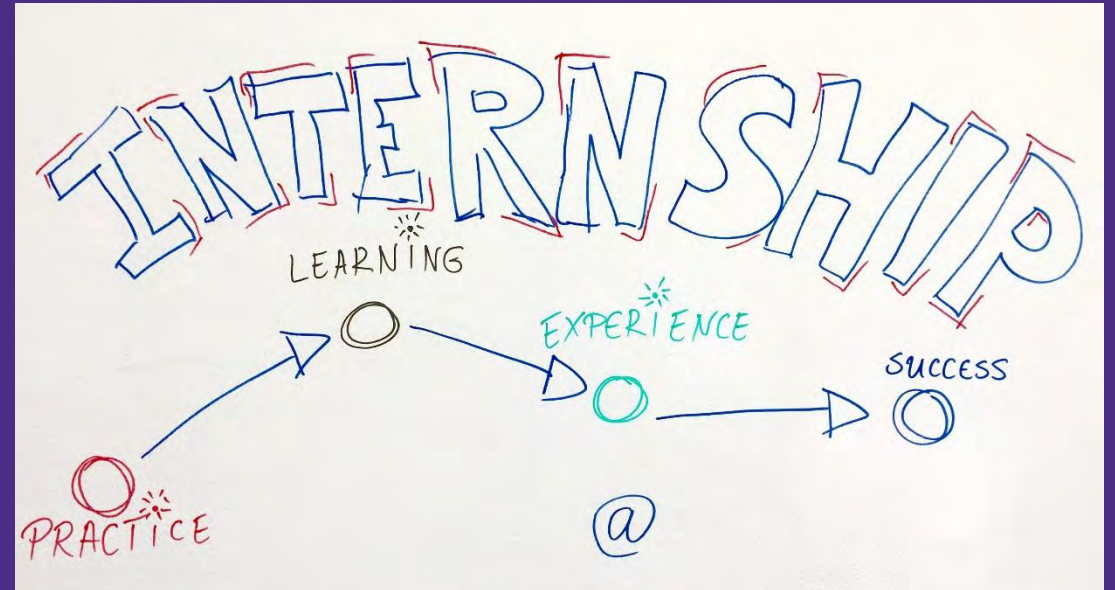 INTERNSHIP
LEARNING
EXPERIENCE
SUCCESS
PRACTICE
@